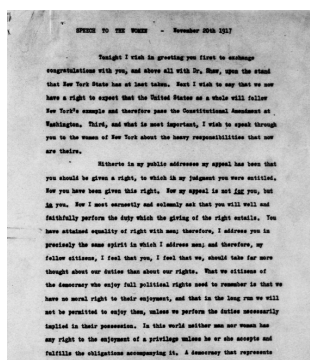 SPEECH TO THE WOMEN - November 20th 1917
Tonight I wish in greeting you first to exchange
congratulations with you, and above all with Dr. Shaw, upon the stand
that New York State has at last taken. Next I wish to say that we now
have a right to expect that the United States as a whole will follow
New York's example and therefore pass the Constitutional Amendment at
Washington. Third, and what is most important, I wish to speak through
you to the women of New York about the heavy responsibilities that now
are theirs.
Hitherto in my public addresses my appeal has been that
you should be given a right, to which in my judgment you were entitled.
Now you have been given this right. Now my appeal is not for you, but
to you. Now I most earnestly and solemnly ask that you will well and
faithfully perform the duty which the giving of the right entails. You
have attained equality of right with men; therefore, I address you in
precisely the same spirit in which I address men; and therefore, my
fellow citizens, I feel that you, I feel that we, should take far more
thought about our duties than about our rights. What we citizens of
the democracy who enjoy full political rights need to remember is that we
have no moral right to their enjoyment, and that in the long run we will
not be permitted to enjoy them, unless we perform the duties necessarily
implied in their possession. In this world neither man nor woman has
any right to the enjoyment of a privilege unless he or she accepts and
fulfills the obligations accompanying it. A democracy that represents